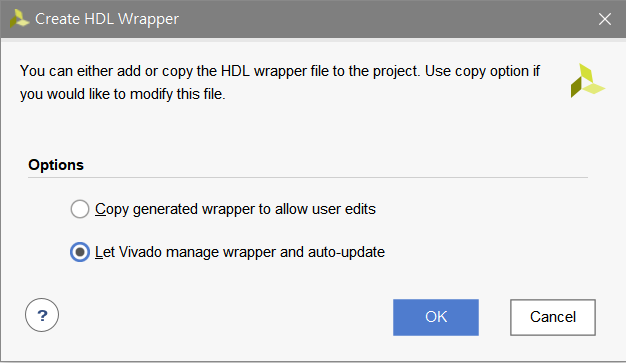 Create HDL Wrapper
You can either add or copy the HDL wrapper file to the project. Use copy option if
you would like to modify this file.
Options
Copy generated wrapper to allow user edits
Let Vivado manage wrapper and auto-update
?
OK
Cancel